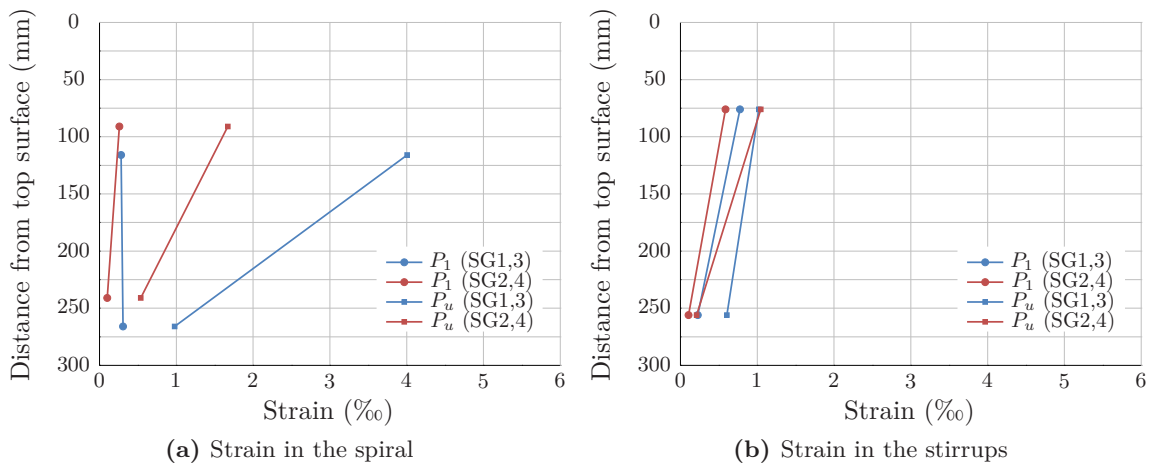 Distance from top surface (mm)
0
50
100
150
200
250
300
P1 (SG1,3)
P1 (SG2,4)
Pu (SG1,3)
Pu (SG2,4)
0 1 2 3 4 5 6
Strain (‰)
(a) Strain in the spiral
Distance from top surface (mm)
0
50
100
150
200
250
300
P1 (SG1,3)
P1 (SG2,4)
Pu (SG1,3)
Pu (SG2,4)
0 1 2 3 4 5 6
Strain (‰)
(b) Strain in the stirrups